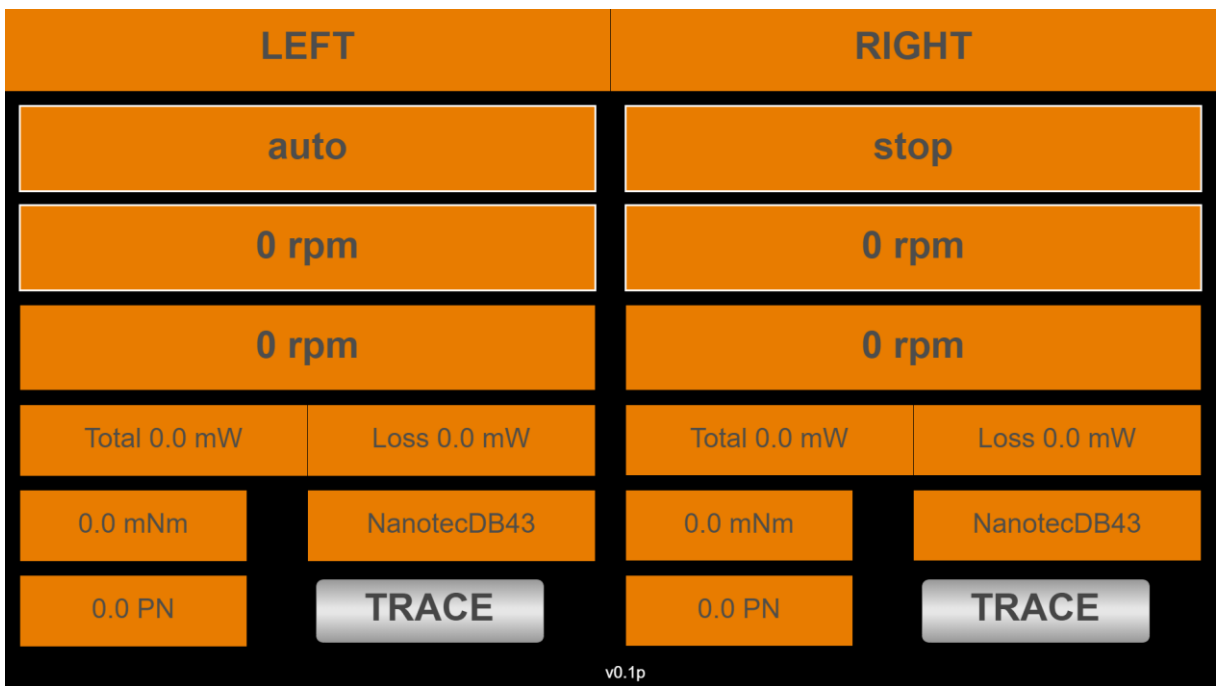 LEFT RIGHT
auto stop
0 rpm 0 rpm
0 rpm 0 rpm
Total 0.0 mW Loss 0.0 mW Total 0.0 mW Loss 0.0 mW
0.0 mNm NanotecDB43 0.0 mNm NanotecDB43
0.0 PN TRACE 0.0 PN TRACE
v0.1p